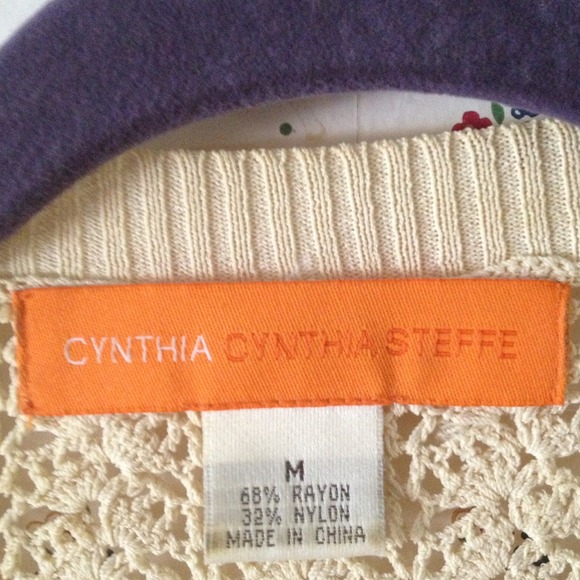 CYNTHIA CYNTHIA STEFFE
M
68% RAYON
32% NYLON
MADE IN CHINA